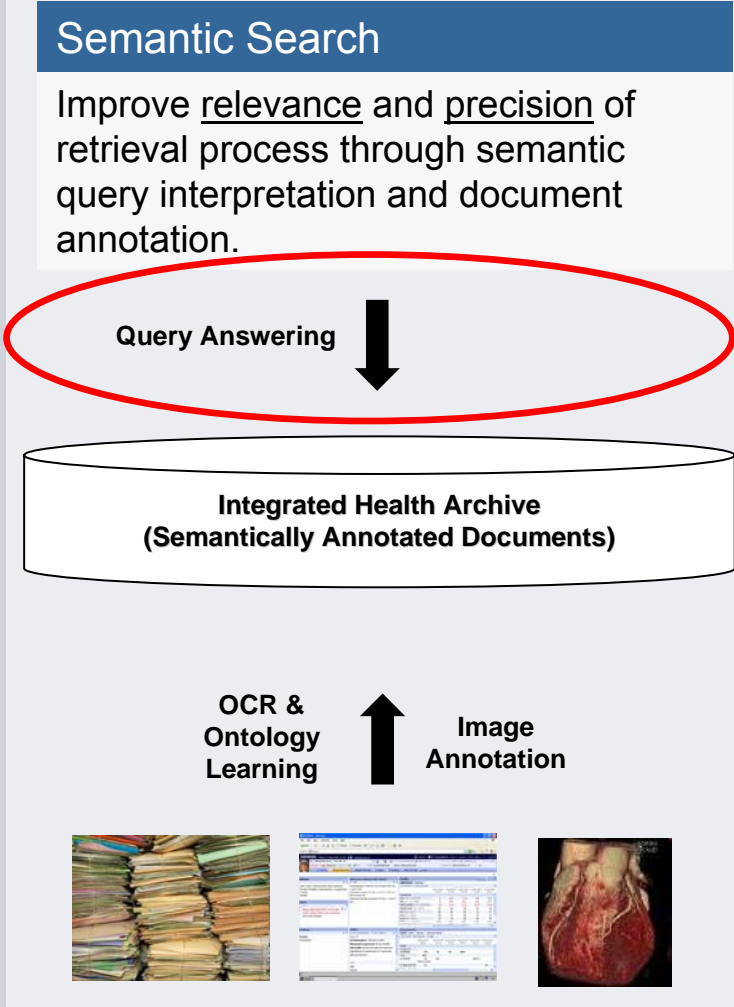 Semantic Search
Improve relevance and precision of
retrieval process through semantic
query interpretation and document
annotation.
Query Answering
Integrated Health Archive
(Semantically Annotated Documents)
OCR &
Ontology
Learning
Image
Annotation